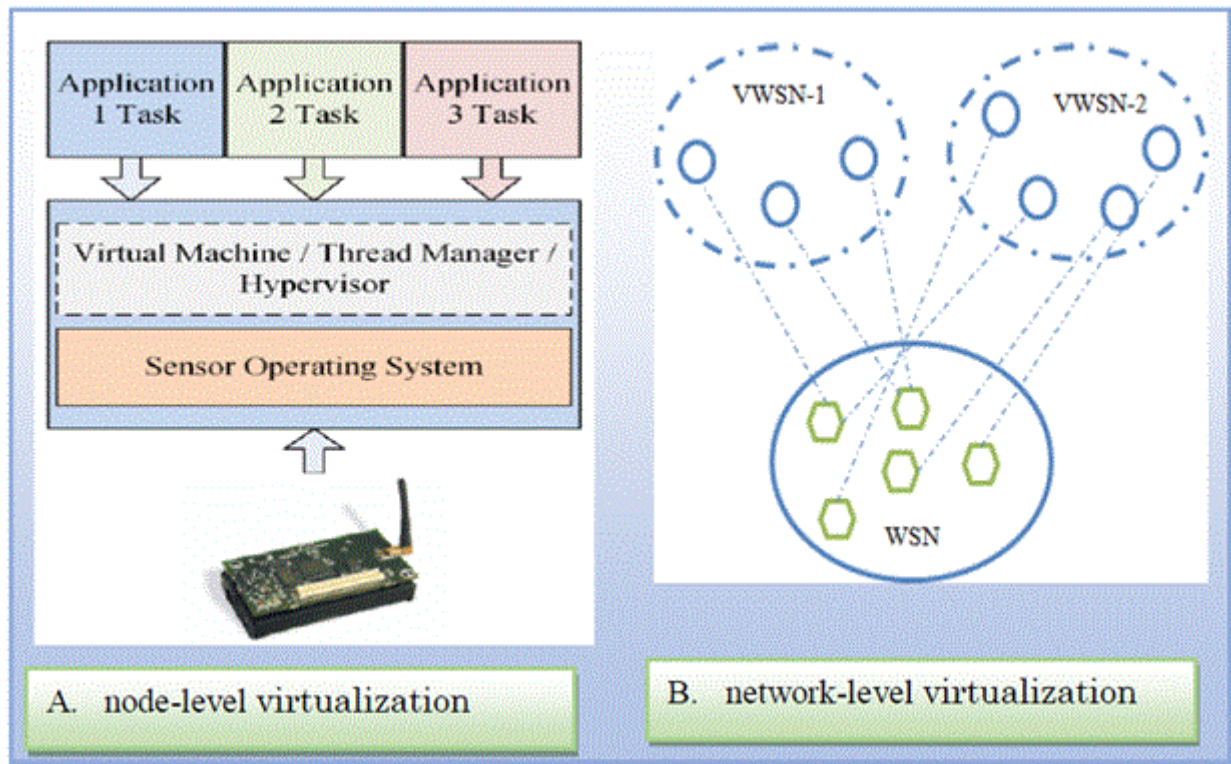 Application
1 Task
Application
2 Task
Application
3 Task
Virtual Machine / Thread Manager /
Hypervisor
Sensor Operating System
A. node-level virtualization
VWSN-1
VWSN-2
WSN
B. network-level virtualization